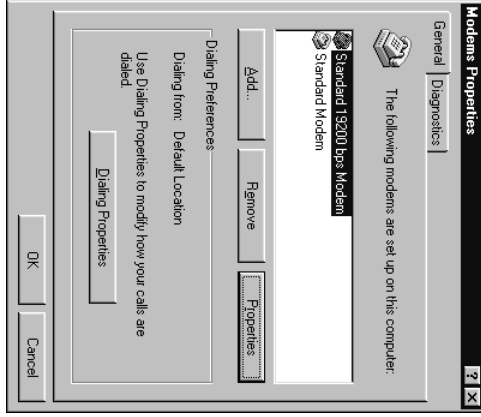 Modems Properties
General Diagnostics
The following modems are set up on this computer:
Standard 19200 bps Modem
Standard Modem
Add... Remove Properties
Dialing Preferences
Dialing from: Default Location
Use Dialing Properties to modify how your calls are
dialed.
Dialing Properties
OK Cancel